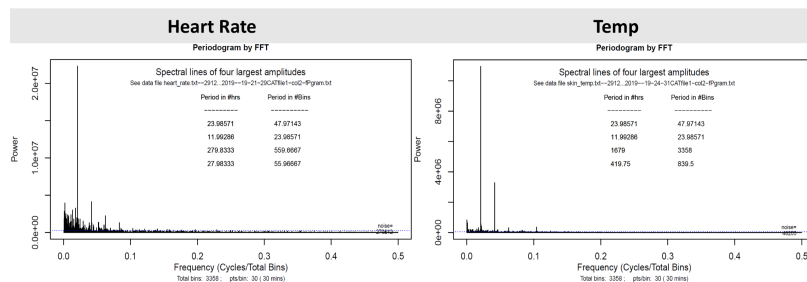 Heart Rate
Periodogram by FFT
Spectral lines of four largest amplitudes
See data file heart_rate.txt~~2912...2019~~19~21~29CATfile1~col2~fPgram.txt
Period in #hrs Period in #Bins
---------- ----------
23.98571 47.97143
11.99286 23.98571
279.8333 559.6667
27.98333 55.96667
Power
0.0e+00 1.0e+07 2.0e+07
noise=
0.0 0.1 0.2 0.3 0.4 0.5
Frequency (Cycles/Total Bins)
Total bins: 3358 ; pts/bin: 30 ( 30 mins)
Temp
Periodogram by FFT
Spectral lines of four largest amplitudes
See data file skin_temp.txt~~2912...2019~~19~24~31CATfile1~col2~fPgram.txt
Period in #hrs Period in #Bins
---------- ----------
23.98571 47.97143
11.99286 23.98571
1679 3358
419.75 839.5
Power
0e+00 4e+06 8e+06
noise=
0.0 0.1 0.2 0.3 0.4 0.5
Frequency (Cycles/Total Bins)
Total bins: 3358 ; pts/bin: 30 ( 30 mins)